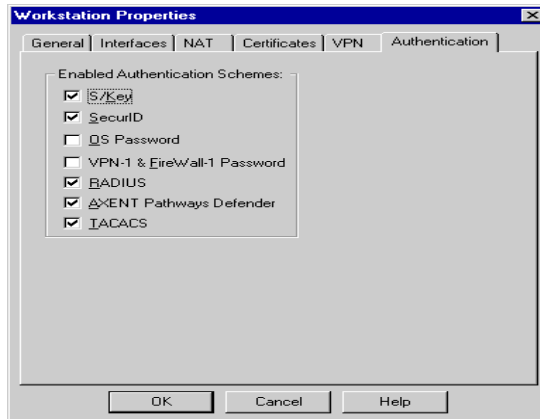 Workstation Properties
General Interfaces NAT Certificates VPN Authentication
Enabled Authentication Schemes:
S/Key
SecurID
OS Password
VPN-1 & FireWall-1 Password
RADIUS
AXENT Pathways Defender
TACACS
OK Cancel Help